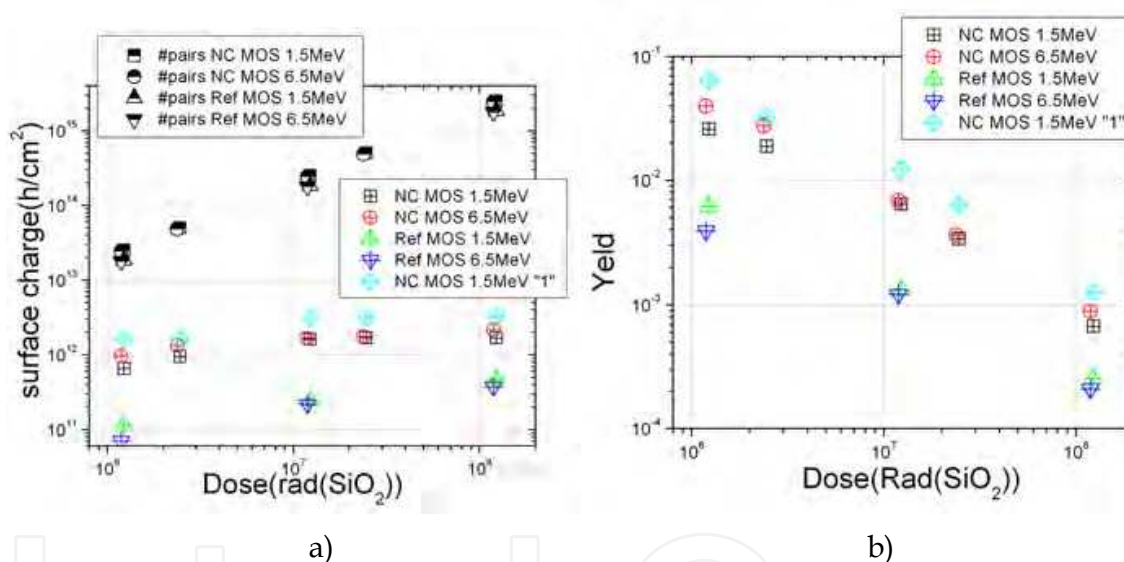 #pairs NC MOS 1.5MeV
#pairs NC MOS 6.5MeV
#pairs Ref MOS 1.5MeV
#pairs Ref MOS 6.5MeV
surface charge(h/cm²)
10¹⁵
10¹⁴
10¹³
10¹²
10¹¹
NC MOS 1.5MeV
NC MOS 6.5MeV
Ref MOS 1.5MeV
Ref MOS 6.5MeV
NC MOS 1.5MeV "1"
10⁶ 10⁷ 10⁸
Dose(rad(SiO₂))
a)
NC MOS 1.5MeV
NC MOS 6.5MeV
Ref MOS 1.5MeV
Ref MOS 6.5MeV
NC MOS 1.5MeV "1"
Yeld
10⁻¹
10⁻²
10⁻³
10⁻⁴
10⁶ 10⁷ 10⁸
Dose(Rad(SiO₂))
b)